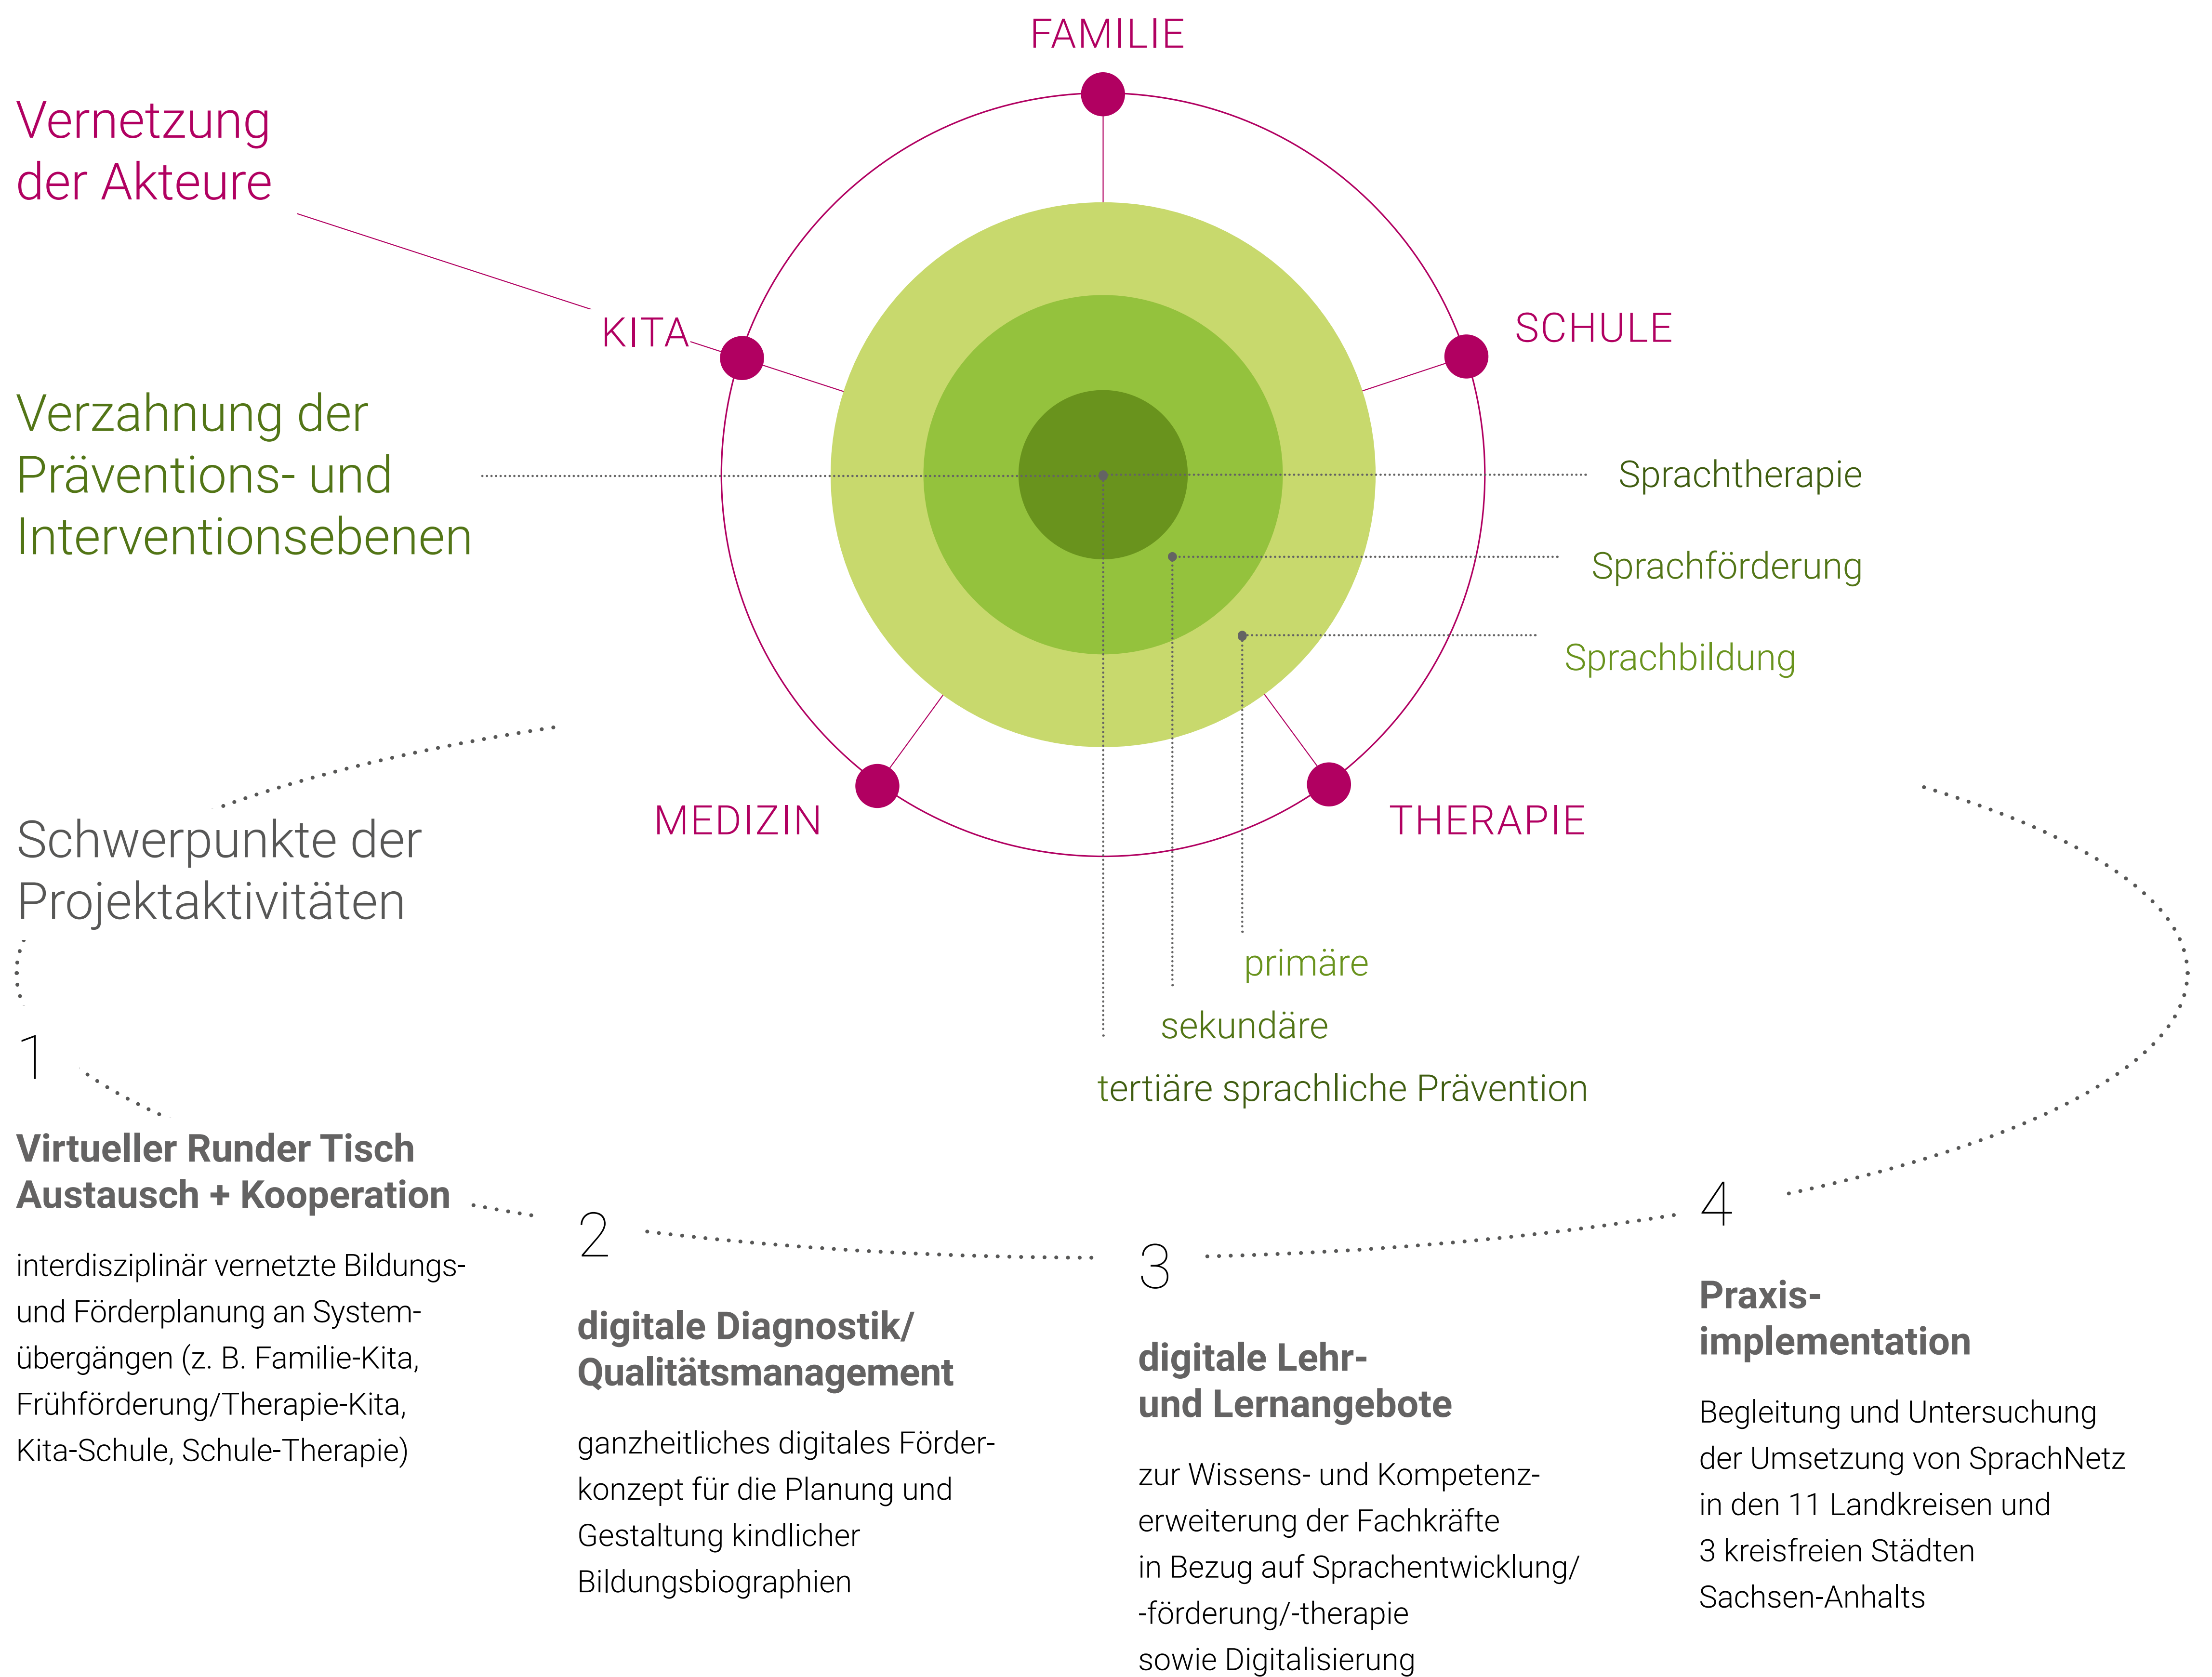 FAMILIE
Vernetzung
der Akteure
KITA
SCHULE
Verzahnung der
Präventions- und
Interventionsebenen
Sprachtherapie
Sprachförderung
Sprachbildung
MEDIZIN
THERAPIE
Schwerpunkte der
Projektaktivitäten
primäre
sekundäre
tertiäre sprachliche Prävention
1
Virtueller Runder Tisch
Austausch + Kooperation
interdisziplinär vernetzte Bildungs-
und Förderplanung an System-
übergängen (z. B. Familie-Kita,
Frühförderung/Therapie-Kita,
Kita-Schule, Schule-Therapie)
2
digitale Diagnostik/
Qualitätsmanagement
ganzheitliches digitales Förder-
konzept für die Planung und
Gestaltung kindlicher
Bildungsbiographien
3
digitale Lehr-
und Lernangebote
zur Wissens- und Kompetenz-
erweiterung der Fachkräfte
in Bezug auf Sprachentwicklung/
-förderung/-therapie
sowie Digitalisierung
4
Praxis-
implementation
Begleitung und Untersuchung
der Umsetzung von SprachNetz
in den 11 Landkreisen und
3 kreisfreien Städten
Sachsen-Anhalts